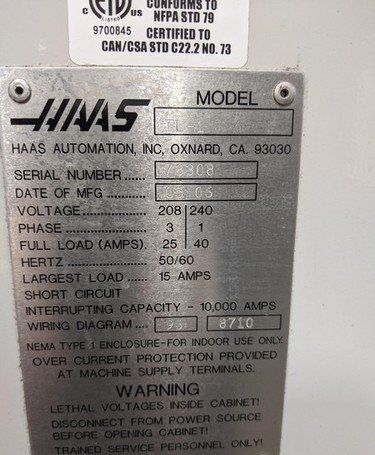 C ETL LISTED US
CONFORMS TO
NFPA STD 79
9700845 CERTIFIED TO
CAN/CSA STD C22.2 NO. 73
HAAS MODEL
TL
HAAS AUTOMATION, INC, OXNARD, CA. 93030
SERIAL NUMBER......
DATE OF MFG ............
VOLTAGE................. 208 | 240
PHASE ..................... 3 | 1
FULL LOAD (AMPS). 25 | 40
HERTZ ...................... 50/60
LARGEST LOAD ..... 15 AMPS
SHORT CIRCUIT
INTERRUPTING CAPACITY - 10,000 AMPS
WIRING DIAGRAM .... 8710
NEMA TYPE 1 ENCLOSURE-FOR INDOOR USE ONLY
OVER CURRENT PROTECTION PROVIDED
AT MACHINE SUPPLY TERMINALS.
WARNING
LETHAL VOLTAGES INSIDE CABINET!
DISCONNECT FROM POWER SOURCE
BEFORE OPENING CABINET!
TRAINED SERVICE PERSONNEL ONLY!